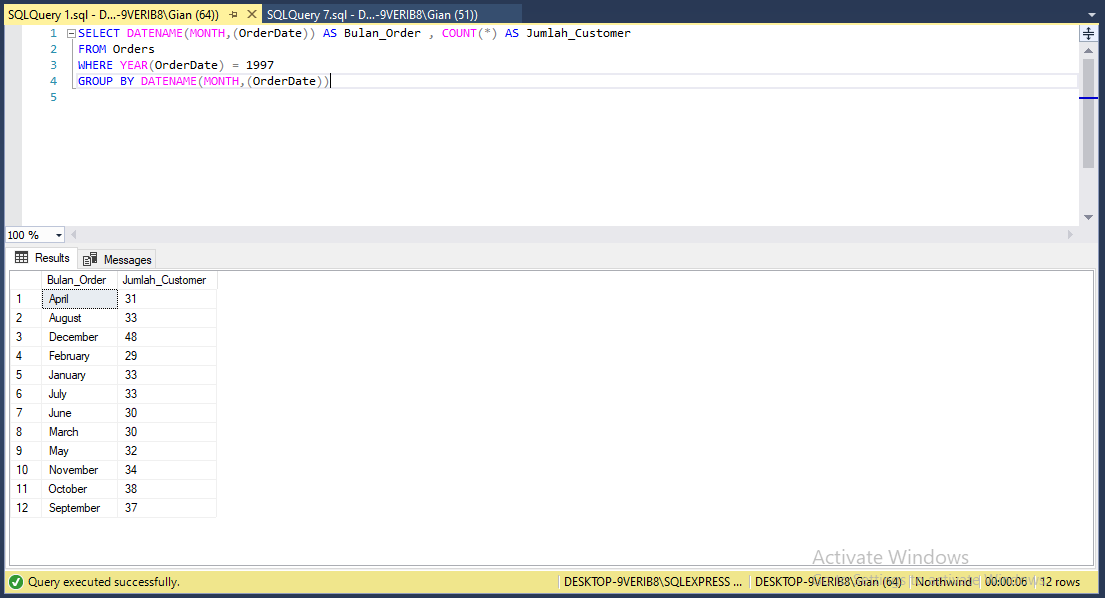 SQLQuery 1.sql - D...-9VERIB8\Gian (64)) SQLQuery 7.sql - D...-9VERIB8\Gian (51))
1 SELECT DATENAME(MONTH,(OrderDate)) AS Bulan_Order , COUNT(*) AS Jumlah_Customer
2 FROM Orders
3 WHERE YEAR(OrderDate) = 1997
4 GROUP BY DATENAME(MONTH,(OrderDate))
5
100 %
Results Messages
Bulan_Order Jumlah_Customer
1 April 31
2 August 33
3 December 48
4 February 29
5 January 33
6 July 33
7 June 30
8 March 30
9 May 32
10 November 34
11 October 38
12 September 37
Activate Windows
Query executed successfully. DESKTOP-9VERIB8\SQLEXPRESS ... DESKTOP-9VERIB8\Gian (64) Northwind 00:00:06 12 rows